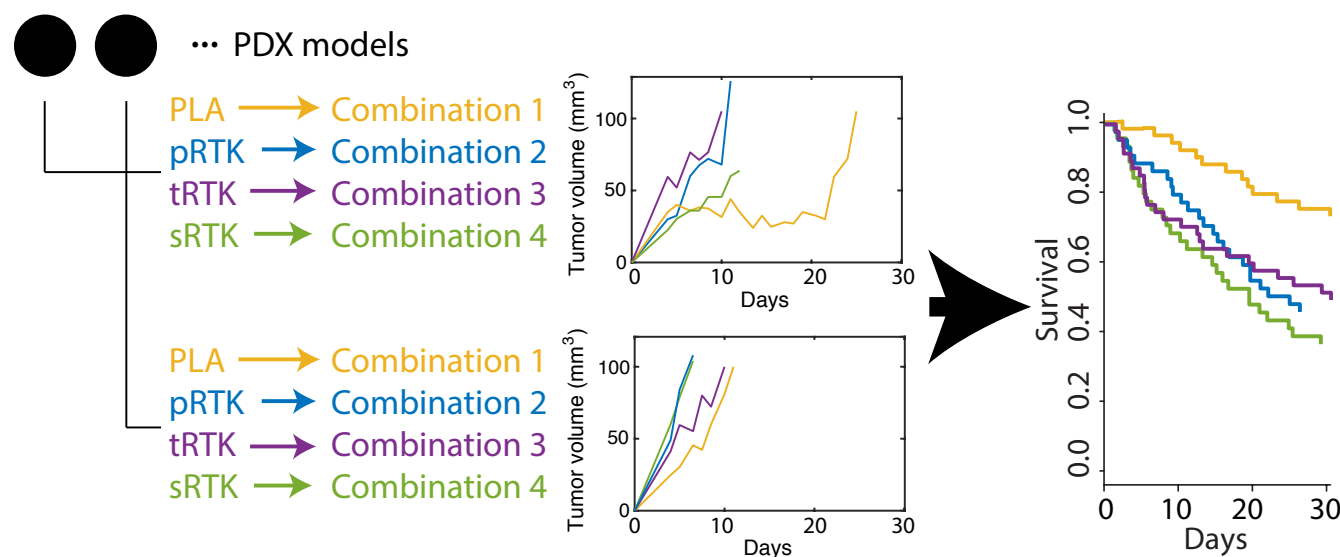 ... PDX models
PLA Combination 1
pRTK Combination 2
tRTK Combination 3
sRTK Combination 4
Tumor volume (mm³)
100
50
0
0 10 20 30
Days
PLA Combination 1
pRTK Combination 2
tRTK Combination 3
sRTK Combination 4
Tumor volume (mm³)
100
50
0
0 10 20 30
Days
Survival
1.0
0.8
0.6
0.4
0.2
0.0
0 10 20 30
Days